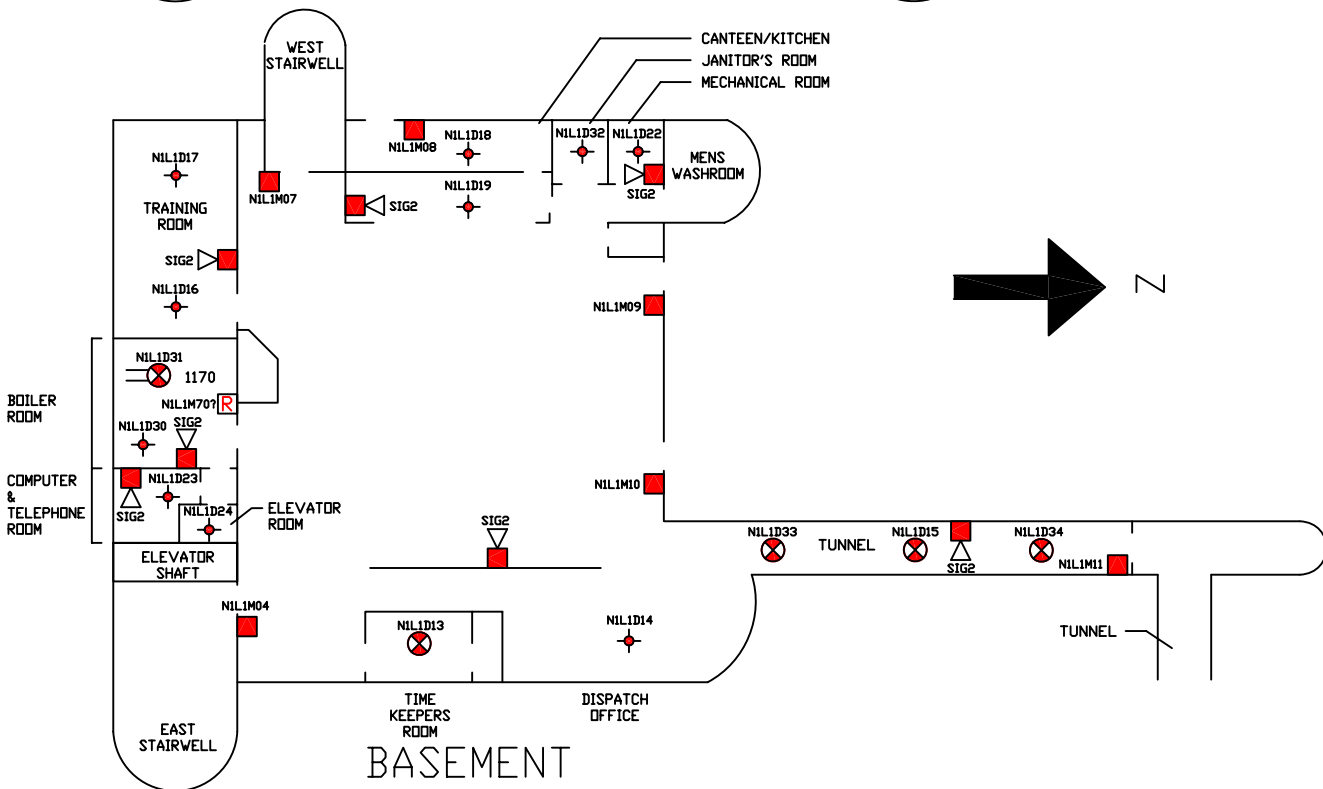 WEST
STAIRWELL
CANTEEN/KITCHEN
JANITOR'S ROOM
MECHANICAL ROOM
N1L1M08
N1L1D18
N1L1D32
N1L1D22
MENS
WASHROOM
N1L1D17
N1L1M07
N1L1D19
SIG2
SIG2
TRAINING
ROOM
SIG2
N1L1D16
N1L1M09
N
N1L1D31
1170
N1L1M70?
R
BOILER
ROOM
N1L1D30
SIG2
COMPUTER
&
TELEPHONE
ROOM
N1L1D23
SIG2
N1L1D24
ELEVATOR
ROOM
N1L1M10
SIG2
ELEVATOR
SHAFT
N1L1D33
TUNNEL
N1L1D15
SIG2
N1L1D34
N1L1M11
N1L1M04
N1L1D13
N1L1D14
TUNNEL
TIME
KEEPERS
ROOM
DISPATCH
OFFICE
EAST
STAIRWELL
BASEMENT